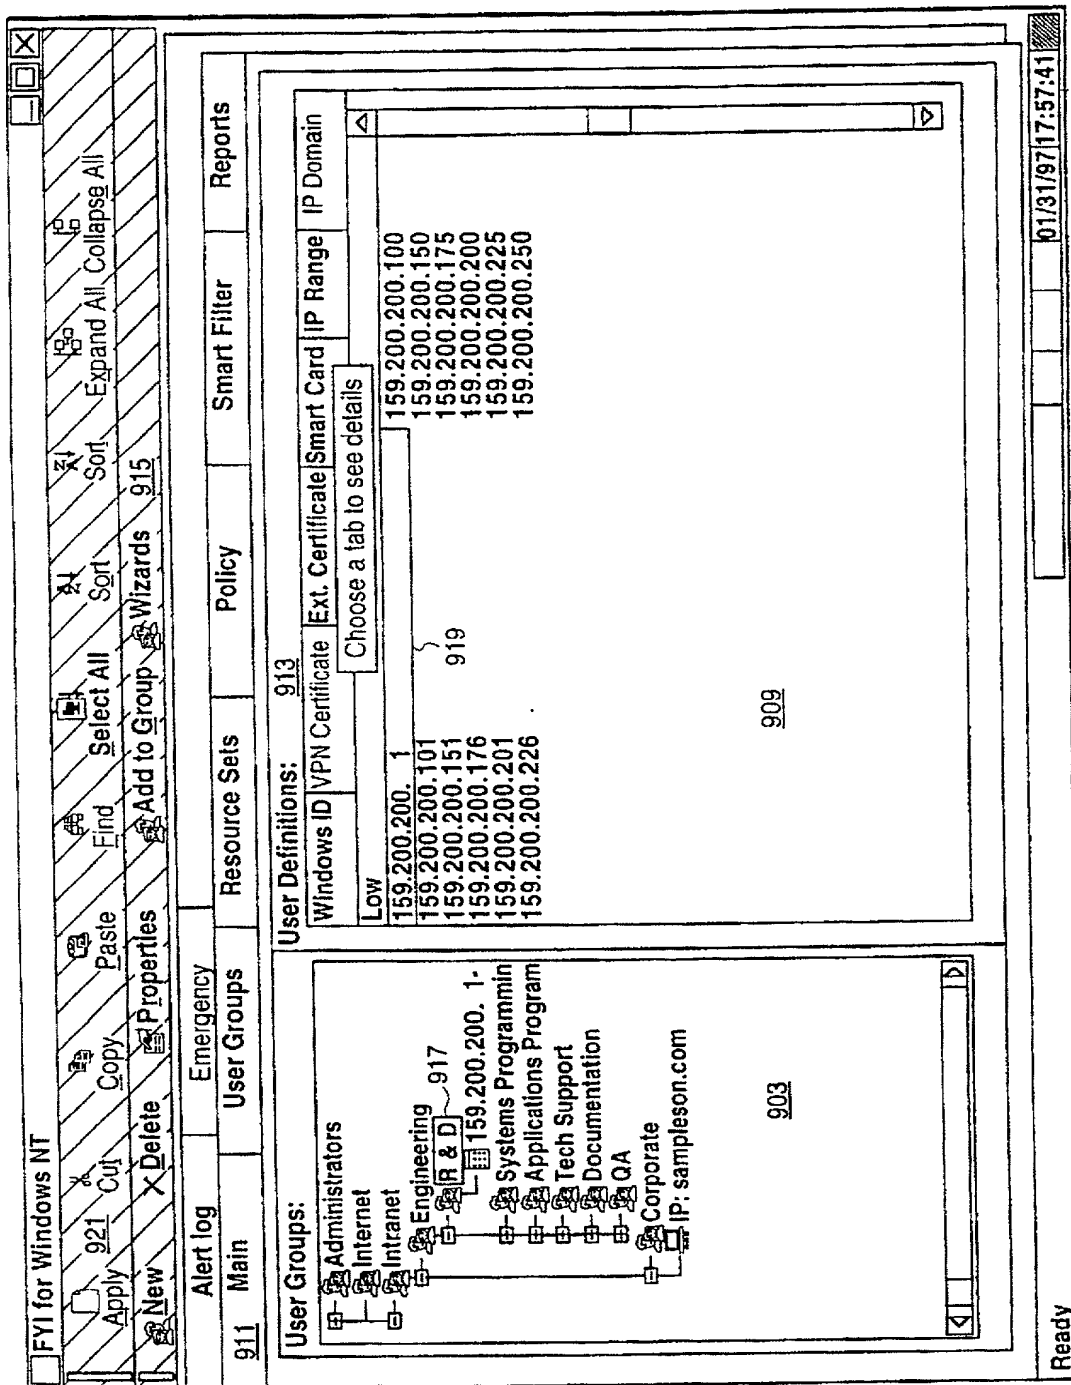 FYI for Windows NT
Apply 921 Cut Copy Paste Find Select All Sort Sort Expand All Collapse All
New Delete Properties Add to Group Wizards 915
Alert log Emergency
911 Main User Groups Resource Sets Policy Smart Filter Reports
User Groups:
Administrators
Internet
Intranet
Engineering
R & D 917
159.200.200. 1-
Systems Programmin
Applications Program
Tech Support
Documentation
QA
Corporate
IP: sampleson.com
903
User Definitions: 913
Windows ID VPN Certificate Ext. Certificate Smart Card IP Range IP Domain
Choose a tab to see details
Low
159.200.200. 1 159.200.200.100
159.200.200.101 159.200.200.150
159.200.200.151 159.200.200.175
159.200.200.176 159.200.200.200
159.200.200.201 159.200.200.225
159.200.200.226 159.200.200.250
919
909
Ready 01/31/97 17:57:41